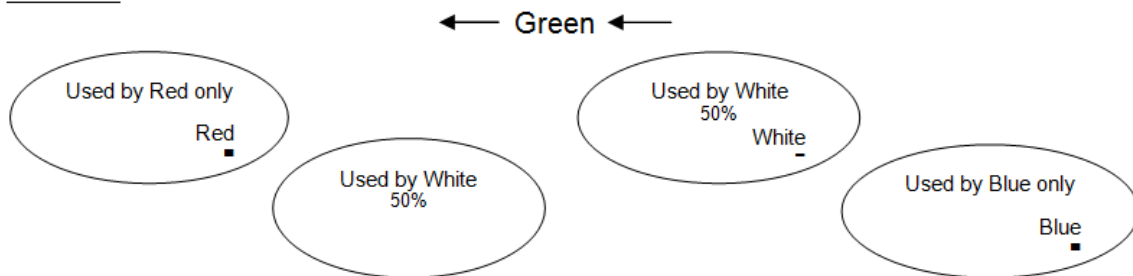 Green
Used by Red only
Red
Used by White
50%
Used by White
50%
White
Used by Blue only
Blue